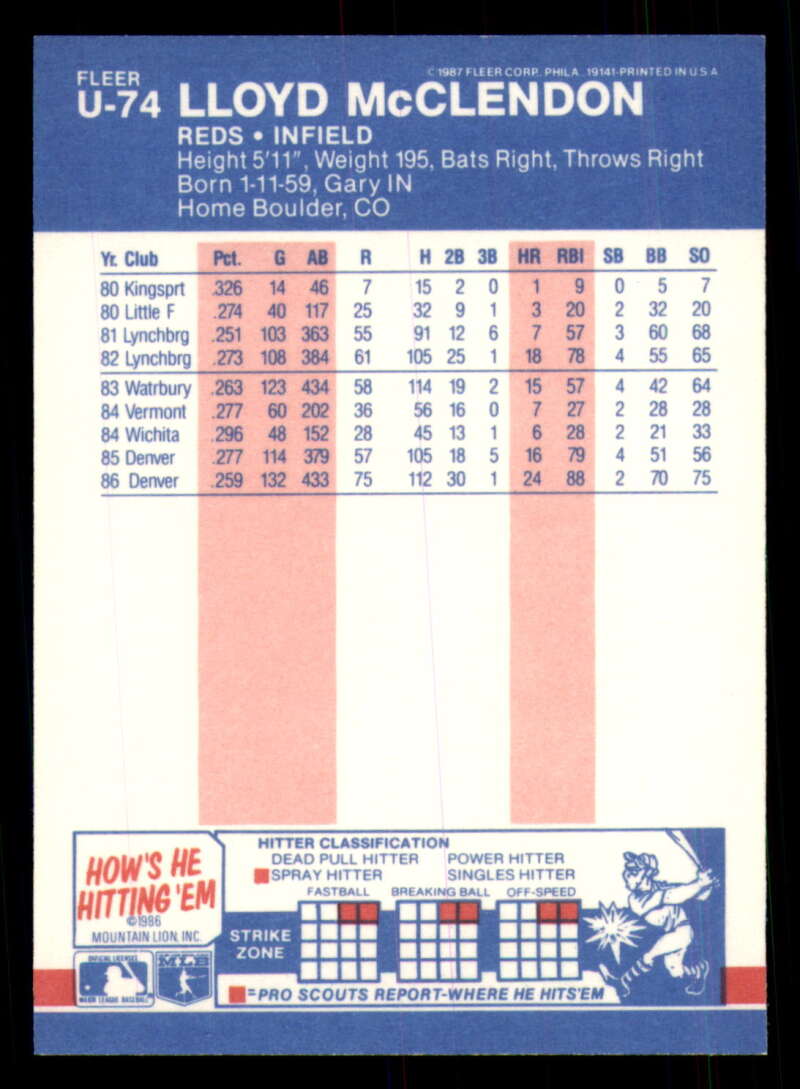 FLEER
U-74 LLOYD McCLENDON
© 1987 FLEER CORP. PHILA. 19141-PRINTED IN U S A
REDS • INFIELD
Height 5'11", Weight 195, Bats Right, Throws Right
Born 1-11-59, Gary IN
Home Boulder, CO
Yr. Club Pct. G AB R H 2B 3B HR RBI SB BB SO
80 Kingsprt .326 14 46 7 15 2 0 1 9 0 5 7
80 Little F .274 40 117 25 32 9 1 3 20 2 32 20
81 Lynchbrg .251 103 363 55 91 12 6 7 57 3 60 68
82 Lynchbrg .273 108 384 61 105 25 1 18 78 4 55 65
83 Watrbury .263 123 434 58 114 19 2 15 57 4 42 64
84 Vermont .277 60 202 36 56 16 0 7 27 2 28 28
84 Wichita .296 48 152 28 45 13 1 6 28 2 21 33
85 Denver .277 114 379 57 105 18 5 16 79 4 51 56
86 Denver .259 132 433 75 112 30 1 24 88 2 70 75
HOW'S HE
HITTING 'EM
©1986
MOUNTAIN LION, INC.
OFFICIAL LICENSEE
MAJOR LEAGUE BASEBALL
MLB
HITTER CLASSIFICATION
DEAD PULL HITTER POWER HITTER
SPRAY HITTER SINGLES HITTER
FASTBALL BREAKING BALL OFF-SPEED
STRIKE
ZONE
=PRO SCOUTS REPORT-WHERE HE HITS'EM